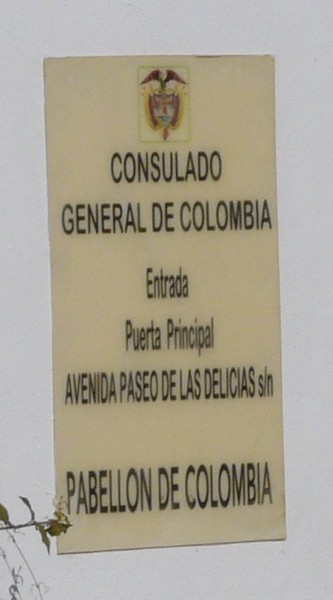 CONSULADO
GENERAL DE COLOMBIA
Entrada
Puerta Principal
AVENIDA PASEO DE LAS DELICIAS s/n
PABELLON DE COLOMBIA